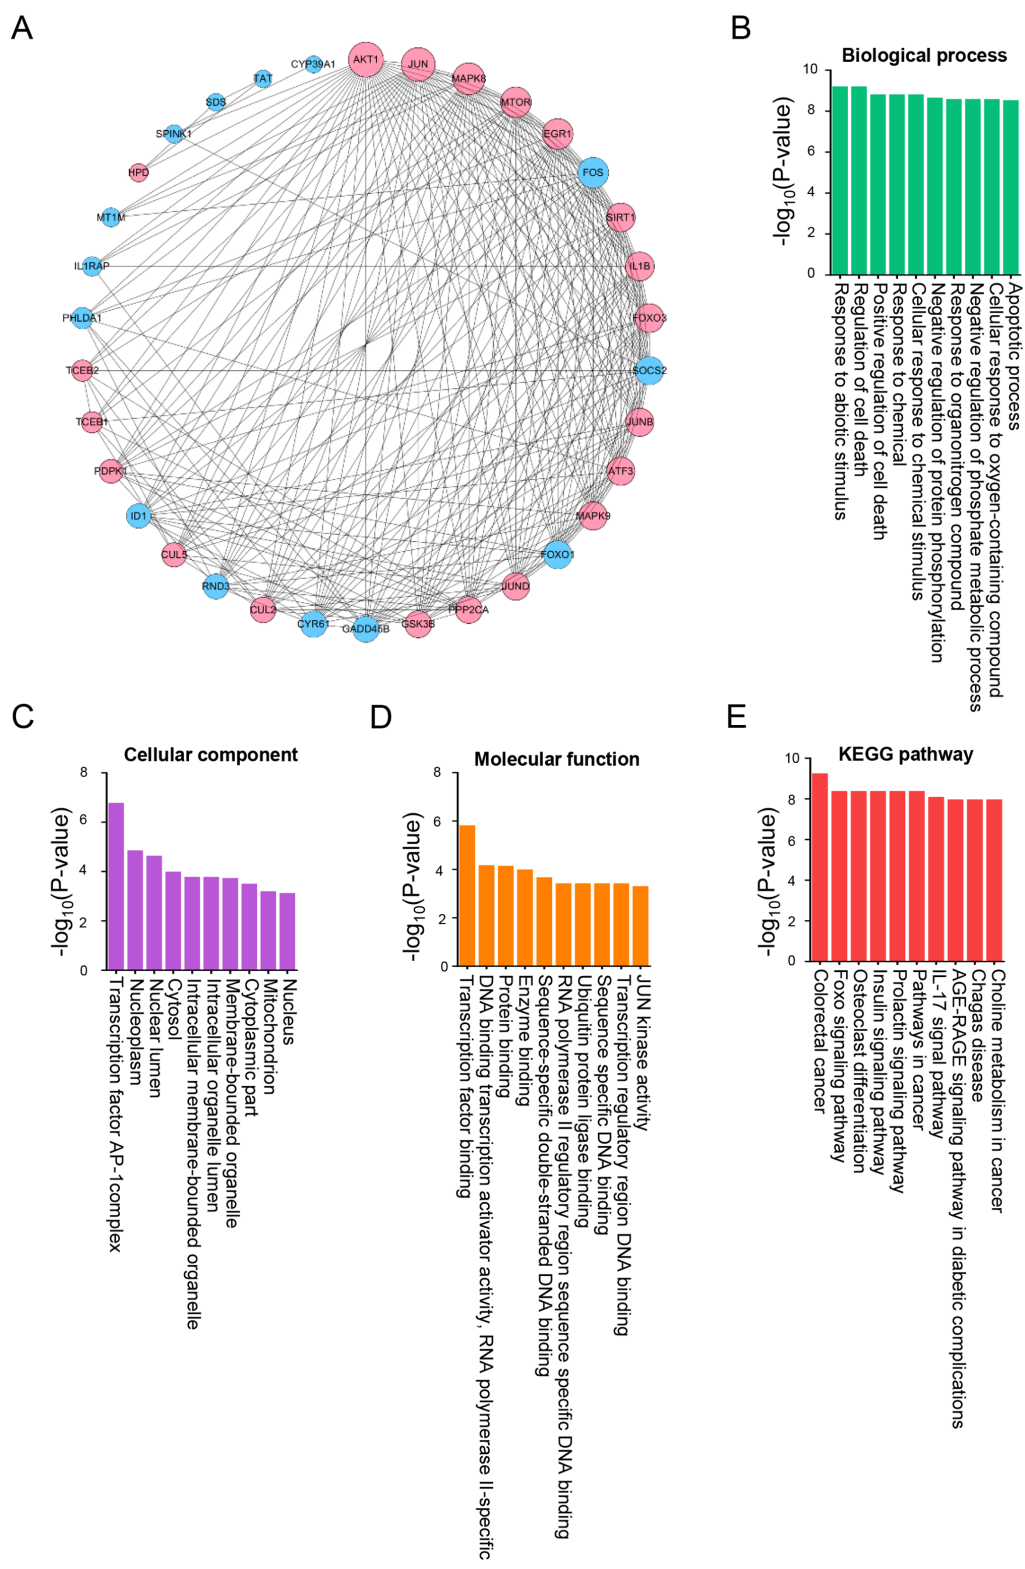 A
CYP39A1
AKT1
JUN
MAPK8
MTOR
EGR1
FOS
SIRT1
IL1B
FOXO3
SOCS2
JUNB
ATF3
MAPK9
FOXO1
JUND
PPP2CA
GSK3B
GADD45B
CYR61
CUL2
RND3
CUL5
ID1
PDPK1
TCEB1
TCEB2
PHLDA1
IL1RAP
MT1M
HPD
SPINK1
SDS
TAT
B
Biological process
-log10(P-value)
10
8
6
4
2
0
Response to abiotic stimulus
Regulation of cell death
Positive regulation of cell death
Response to chemical
Cellular response to chemical stimulus
Negative regulation of protein phosphorylation
Response to organonitrogen compound
Negative regulation of phosphate metabolic process
Cellular response to oxygen-containing compound
Apoptotic process
C
Cellular component
-log10(P-value)
8
6
4
2
0
Transcription factor AP-1complex
Nucleoplasm
Nuclear lumen
Cytosol
Intracellular membrane-bounded organelle
Intracellular organelle lumen
Membrane-bounded organelle
Cytoplasmic part
Mitochondrion
Nucleus
D
Molecular function
-log10(P-value)
8
6
4
2
0
Transcription factor binding
DNA binding transcription activator activity, RNA polymerase II-specific
Protein binding
Enzyme binding
Sequence-specific double-stranded DNA binding
RNA polymerase II regulatory region sequence specific DNA binding
Ubiquitin protein ligase binding
Sequence specific DNA binding
Transcription regulatory region DNA binding
JUN kinase activity
E
KEGG pathway
-log10(P-value)
10
8
6
4
2
0
Colorectal cancer
Foxo signaling pathway
Osteoclast differentiation
Insulin signaling pathway
Prolactin signaling pathway
Pathways in cancer
IL-17 signal pathway
AGE-RAGE signaling pathway in diabetic complications
Chagas disease
Choline metabolism in cancer